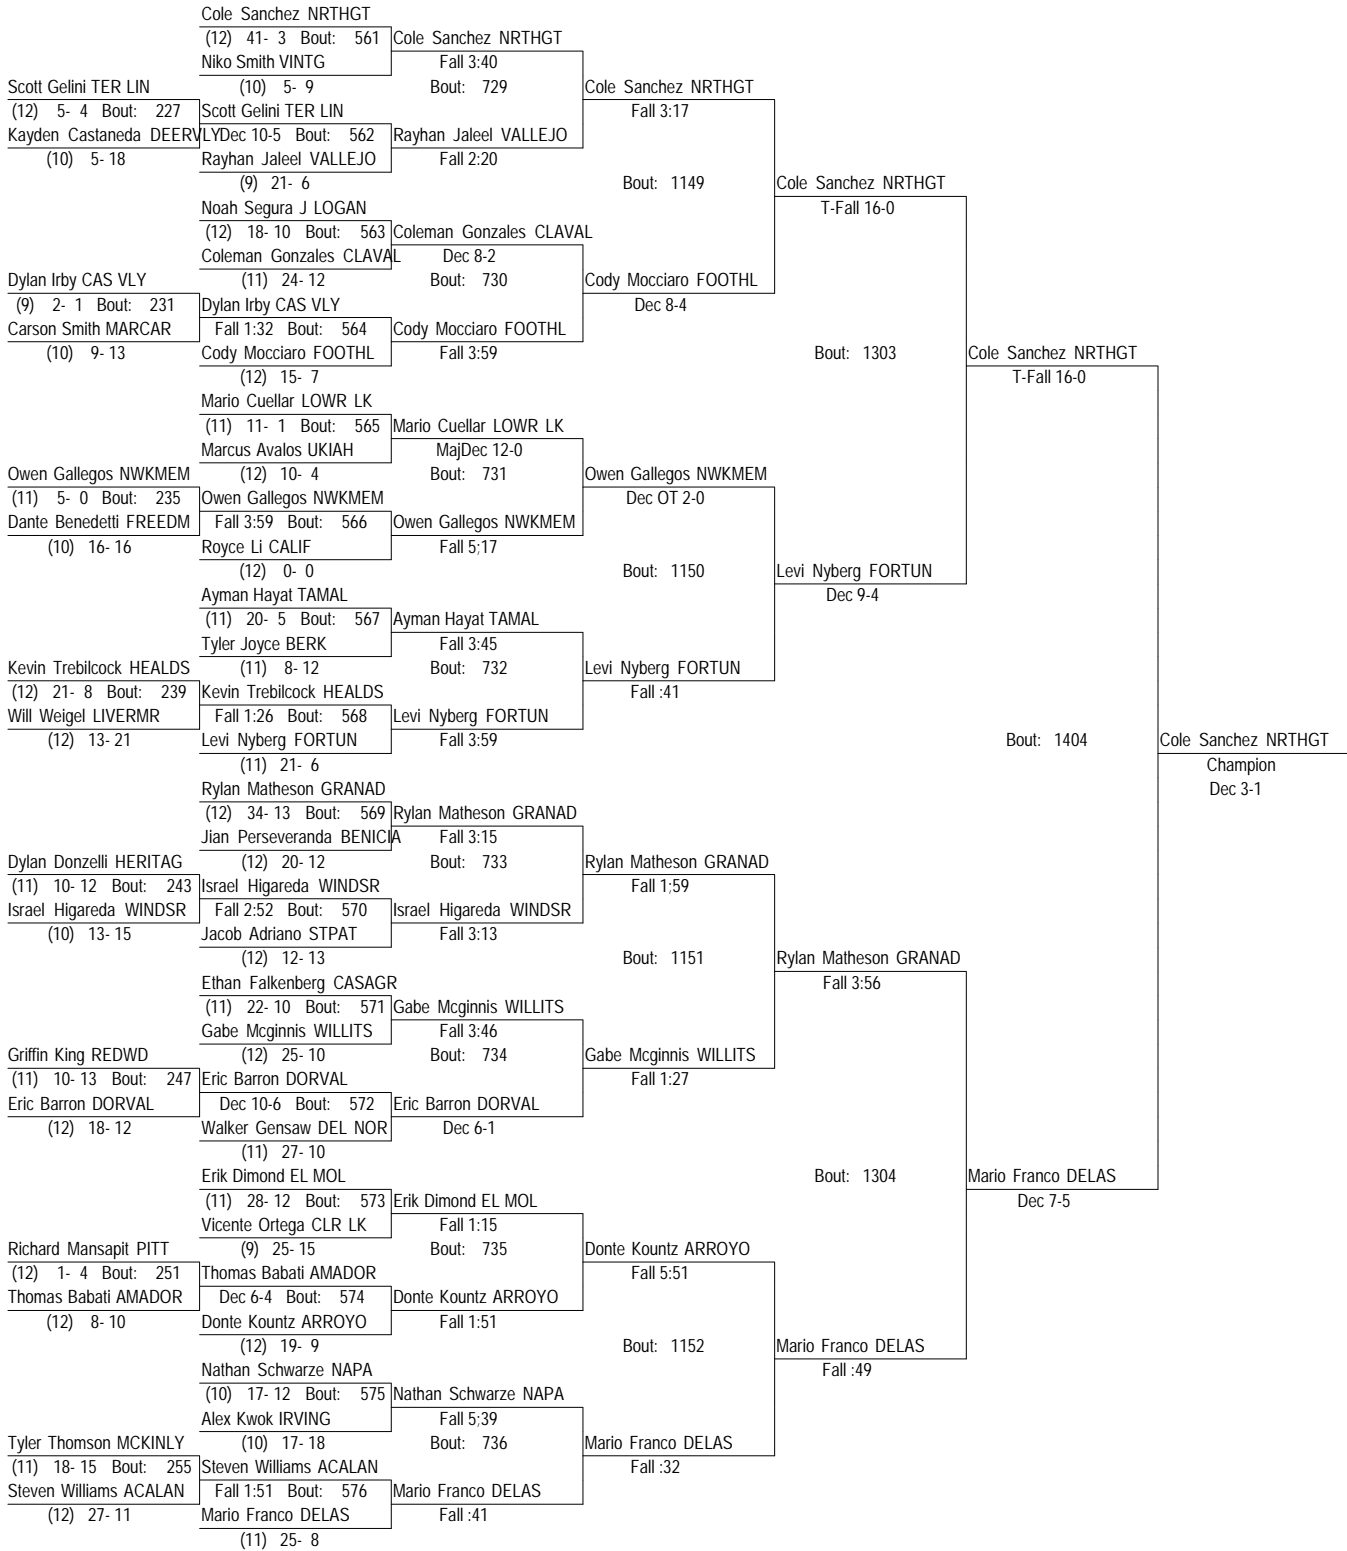 Cole Sanchez NRTHGT
(12) 41- 3 Bout: 561 Cole Sanchez NRTHGT
Niko Smith VINTG Fall 3:40
Scott Gelini TER LIN (10) 5- 9 Bout: 729 Cole Sanchez NRTHGT
(12) 5- 4 Bout: 227 Scott Gelini TER LIN Fall 3:17
Kayden Castaneda DEERVLY Dec 10-5 Bout: 562 Rayhan Jaleel VALLEJO
(10) 5- 18 Rayhan Jaleel VALLEJO Fall 2:20
(9) 21- 6 Bout: 1149 Cole Sanchez NRTHGT
Noah Segura J LOGAN T-Fall 16-0
(12) 18- 10 Bout: 563 Coleman Gonzales CLAVAL
Coleman Gonzales CLAVAL Dec 8-2
Dylan Irby CAS VLY (11) 24- 12 Bout: 730 Cody Mocciaro FOOTHL
(9) 2- 1 Bout: 231 Dylan Irby CAS VLY Dec 8-4
Carson Smith MARCAR Fall 1:32 Bout: 564 Cody Mocciaro FOOTHL
(10) 9- 13 Cody Mocciaro FOOTHL Fall 3:59 Bout: 1303 Cole Sanchez NRTHGT
(12) 15- 7 T-Fall 16-0
Mario Cuellar LOWR LK
(11) 11- 1 Bout: 565 Mario Cuellar LOWR LK
Marcus Avalos UKIAH MajDec 12-0
Owen Gallegos NWKMEM (12) 10- 4 Bout: 731 Owen Gallegos NWKMEM
(11) 5- 0 Bout: 235 Owen Gallegos NWKMEM Dec OT 2-0
Dante Benedetti FREEDM Fall 3:59 Bout: 566 Owen Gallegos NWKMEM
(10) 16- 16 Royce Li CALIF Fall 5;17
(12) 0- 0 Bout: 1150 Levi Nyberg FORTUN
Ayman Hayat TAMAL Dec 9-4
(11) 20- 5 Bout: 567 Ayman Hayat TAMAL
Tyler Joyce BERK Fall 3:45
Kevin Trebilcock HEALDS (11) 8- 12 Bout: 732 Levi Nyberg FORTUN
(12) 21- 8 Bout: 239 Kevin Trebilcock HEALDS Fall :41
Will Weigel LIVERMR Fall 1:26 Bout: 568 Levi Nyberg FORTUN
(12) 13- 21 Levi Nyberg FORTUN Fall 3:59 Bout: 1404 Cole Sanchez NRTHGT
(11) 21- 6 Champion
Rylan Matheson GRANAD Dec 3-1
(12) 34- 13 Bout: 569 Rylan Matheson GRANAD
Jian Perseveranda BENICIA Fall 3:15
Dylan Donzelli HERITAG (12) 20- 12 Bout: 733 Rylan Matheson GRANAD
(11) 10- 12 Bout: 243 Israel Higareda WINDSR Fall 1;59
Israel Higareda WINDSR Fall 2:52 Bout: 570 Israel Higareda WINDSR
(10) 13- 15 Jacob Adriano STPAT Fall 3:13
(12) 12- 13 Bout: 1151 Rylan Matheson GRANAD
Ethan Falkenberg CASAGR Fall 3:56
(11) 22- 10 Bout: 571 Gabe Mcginnis WILLITS
Gabe Mcginnis WILLITS Fall 3:46
Griffin King REDWD (12) 25- 10 Bout: 734 Gabe Mcginnis WILLITS
(11) 10- 13 Bout: 247 Eric Barron DORVAL Fall 1:27
Eric Barron DORVAL Dec 10-6 Bout: 572 Eric Barron DORVAL
(12) 18- 12 Walker Gensaw DEL NOR Dec 6-1
(11) 27- 10
Erik Dimond EL MOL Bout: 1304 Mario Franco DELAS
(11) 28- 12 Bout: 573 Erik Dimond EL MOL Dec 7-5
Vicente Ortega CLR LK Fall 1:15
Richard Mansapit PITT (9) 25- 15 Bout: 735 Donte Kountz ARROYO
(12) 1- 4 Bout: 251 Thomas Babati AMADOR Fall 5:51
Thomas Babati AMADOR Dec 6-4 Bout: 574 Donte Kountz ARROYO
(12) 8- 10 Donte Kountz ARROYO Fall 1:51
(12) 19- 9 Bout: 1152 Mario Franco DELAS
Nathan Schwarze NAPA Fall :49
(10) 17- 12 Bout: 575 Nathan Schwarze NAPA
Alex Kwok IRVING Fall 5;39
Tyler Thomson MCKINLY (10) 17- 18 Bout: 736 Mario Franco DELAS
(11) 18- 15 Bout: 255 Steven Williams ACALAN Fall :32
Steven Williams ACALAN Fall 1:51 Bout: 576 Mario Franco DELAS
(12) 27- 11 Mario Franco DELAS Fall :41
(11) 25- 8